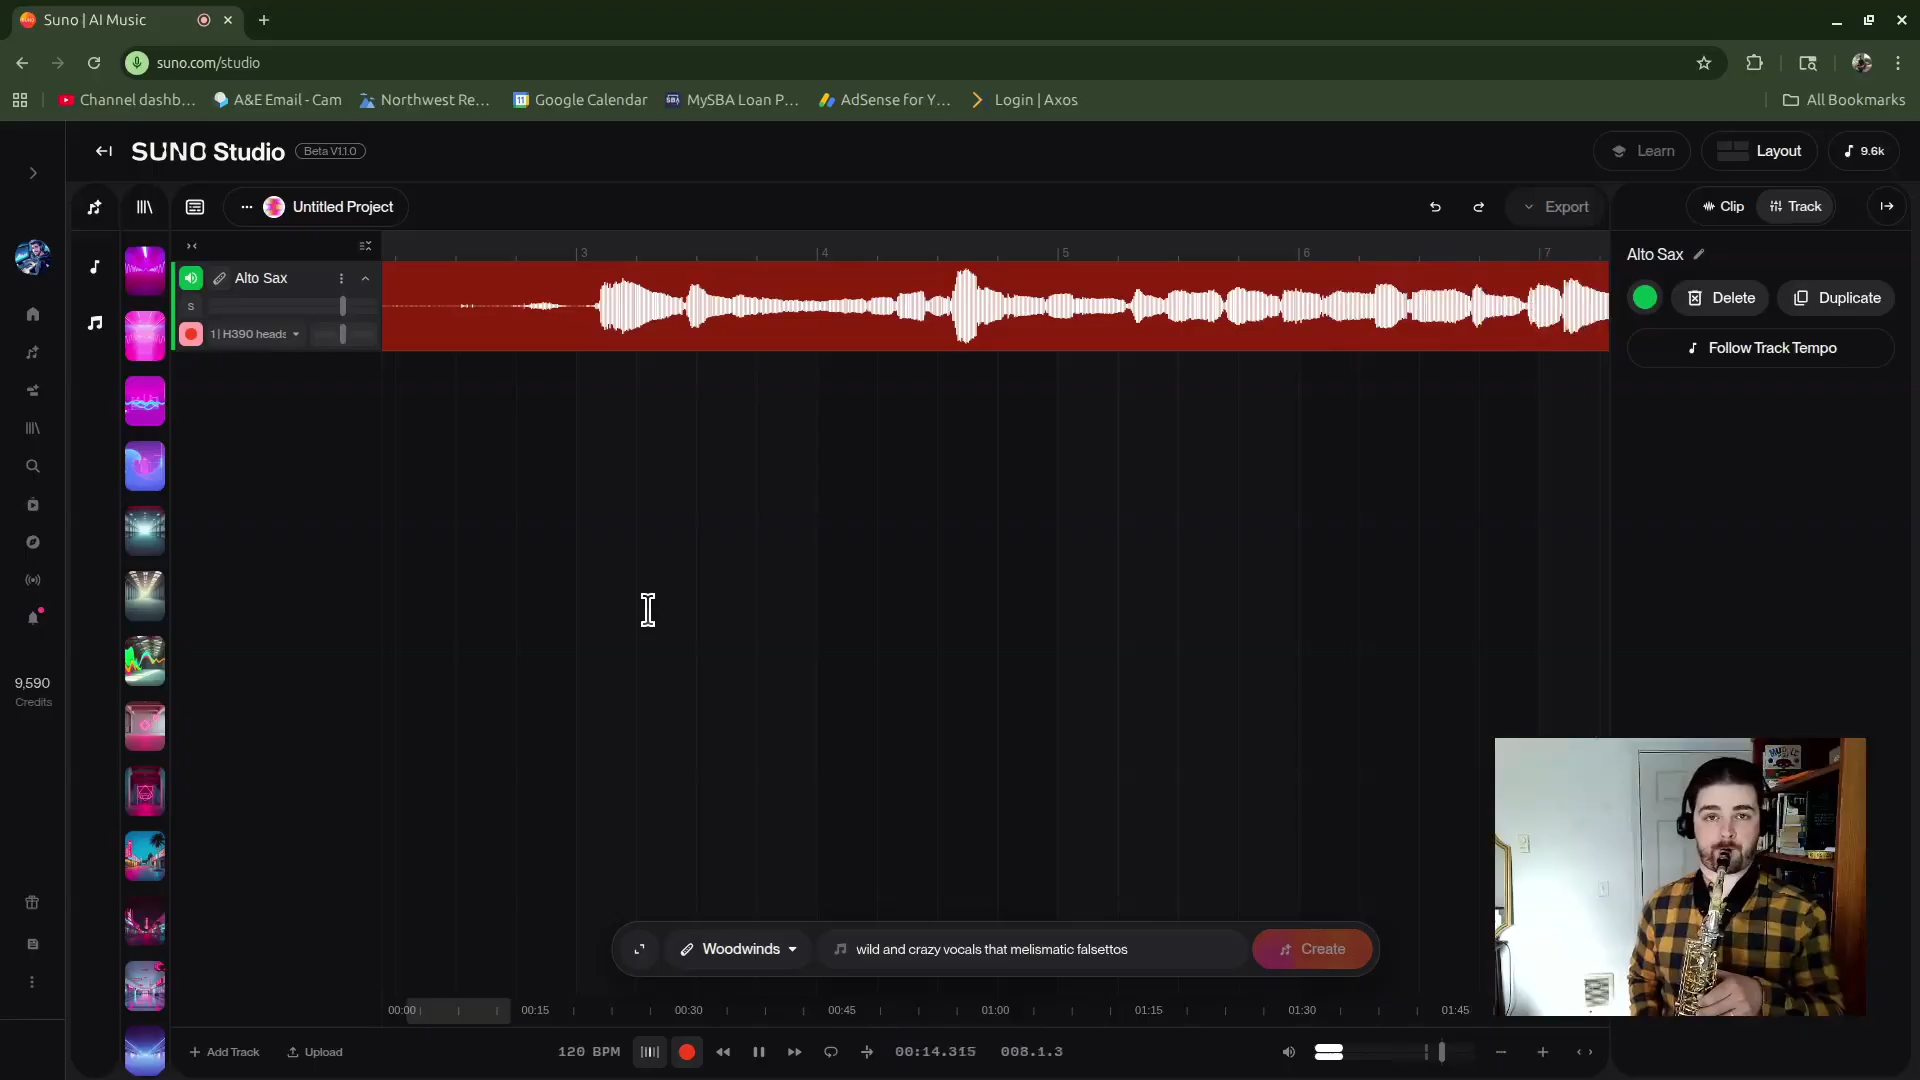 Suno | AI Music
suno.com/studio
Channel dashb...
A&E Email - Cam
Northwest Re...
Google Calendar
MySBA Loan P...
AdSense for Y...
Login | Axos
All Bookmarks
SUNO Studio
Beta V1.1.0
Learn
Layout
9.6k
Untitled Project
Export
Clip
Track
3
4
5
6
7
Alto Sax
S
1 | H390 heads
Alto Sax
Delete
Duplicate
Follow Track Tempo
9,590
Credits
Woodwinds
wild and crazy vocals that melismatic falsettos
Create
00:00
00:15
00:30
00:45
01:00
01:15
01:30
01:45
Add Track
Upload
120 BPM
00:14.315
008.1.3